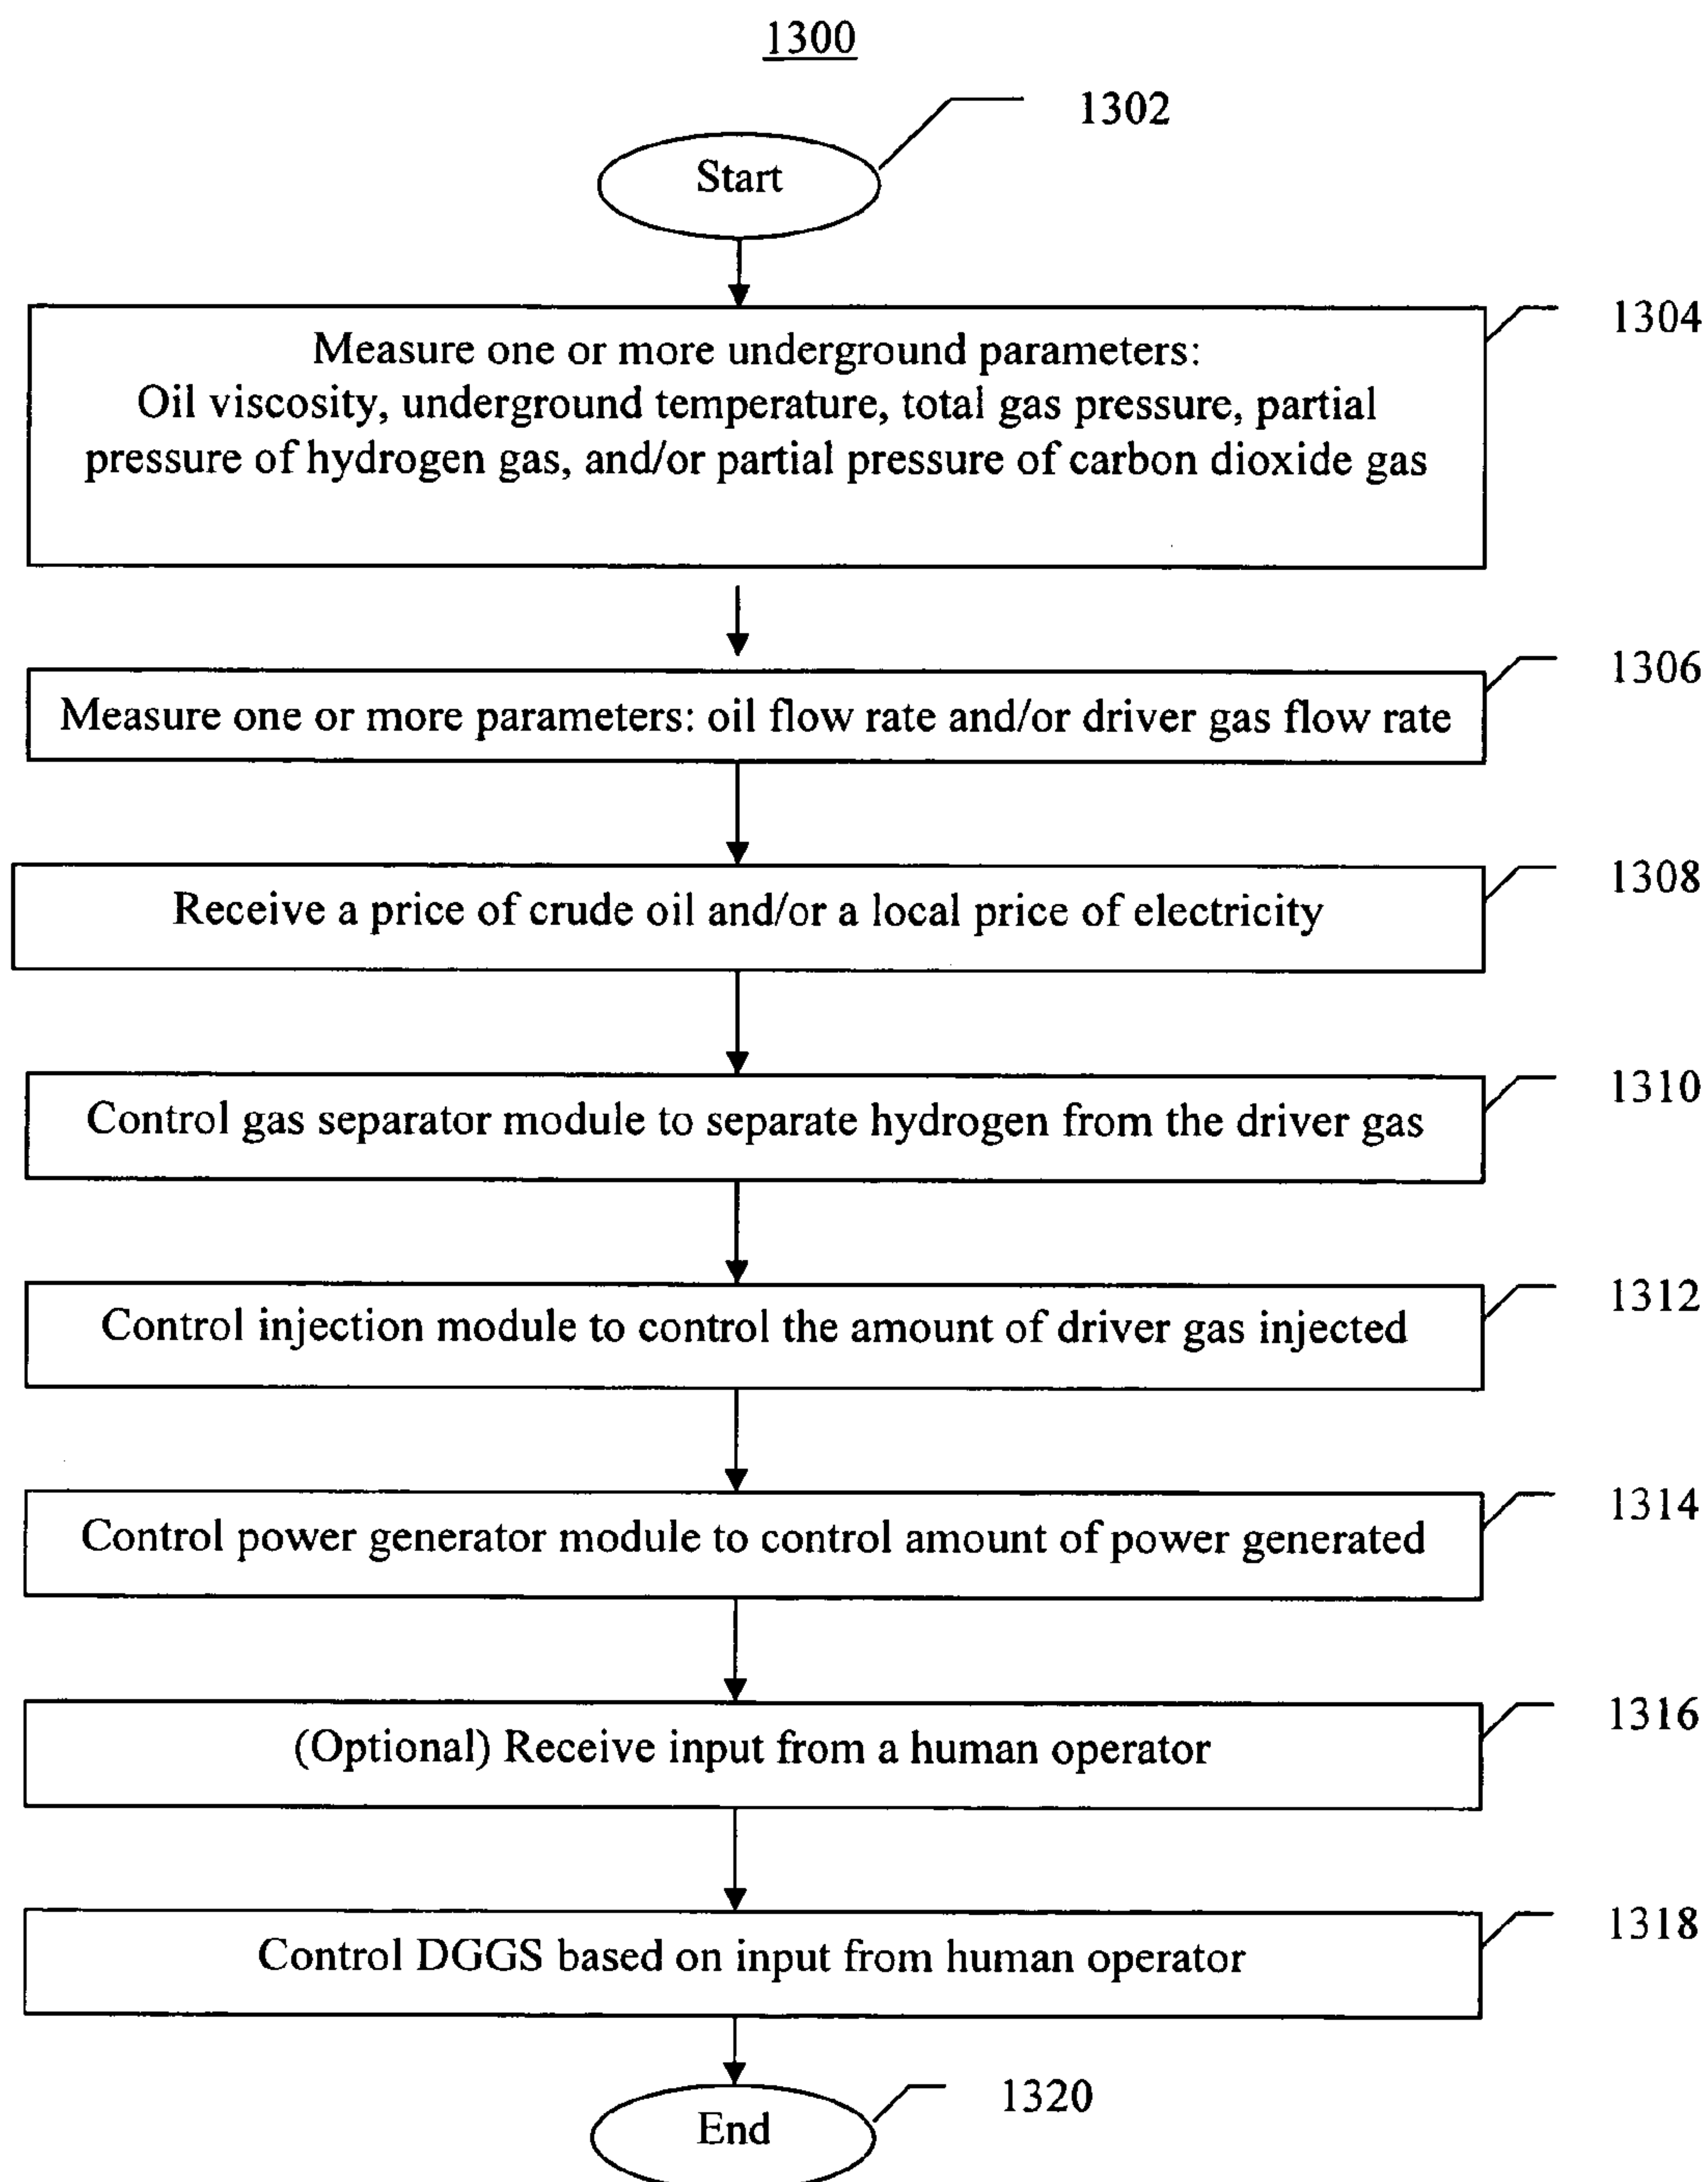 1300
1302
Start
1304
Measure one or more underground parameters:
Oil viscosity, underground temperature, total gas pressure, partial
pressure of hydrogen gas, and/or partial pressure of carbon dioxide gas
1306
Measure one or more parameters: oil flow rate and/or driver gas flow rate
1308
Receive a price of crude oil and/or a local price of electricity
1310
Control gas separator module to separate hydrogen from the driver gas
1312
Control injection module to control the amount of driver gas injected
1314
Control power generator module to control amount of power generated
1316
(Optional) Receive input from a human operator
1318
Control DGGS based on input from human operator
1320
End